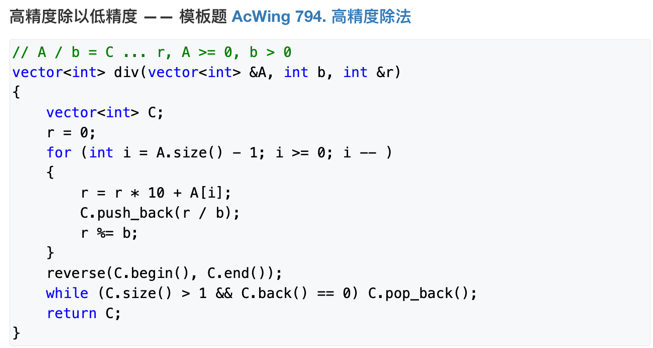 高精度除以低精度 —— 模板题 AcWing 794. 高精度除法
// A / b = C ... r, A >= 0, b > 0
vector<int> div(vector<int> &A, int b, int &r)
{
    vector<int> C;
    r = 0;
    for (int i = A.size() - 1; i >= 0; i -- )
    {
        r = r * 10 + A[i];
        C.push_back(r / b);
        r %= b;
    }
    reverse(C.begin(), C.end());
    while (C.size() > 1 && C.back() == 0) C.pop_back();
    return C;
}